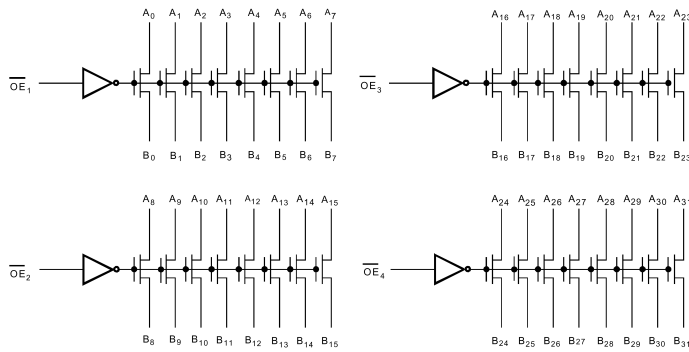 A0 A1 A2 A3 A4 A5 A6 A7
OE1
B0 B1 B2 B3 B4 B5 B6 B7
A16 A17 A18 A19 A20 A21 A22 A23
OE3
B16 B17 B18 B19 B20 B21 B22 B23
A8 A9 A10 A11 A12 A13 A14 A15
OE2
B8 B9 B10 B11 B12 B13 B14 B15
A24 A25 A26 A27 A28 A29 A30 A31
OE4
B24 B25 B26 B27 B28 B29 B30 B31